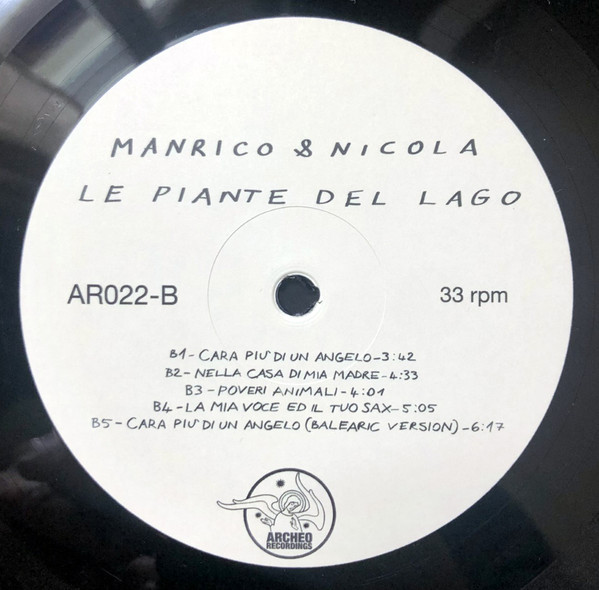 MANRICO & NICOLA
LE PIANTE DEL LAGO
AR022-B
33 rpm
B1-CARA PIU' DI UN ANGELO-3:42
B2-NELLA CASA DI MIA MADRE-4:33
B3-POVERI ANIMALI-4:01
B4-LA MIA VOCE ED IL TUO SAX-5:05
B5-CARA PIU' DI UN ANGELO (BALEARIC VERSION)-6:17
ARCHEO
RECORDINGS